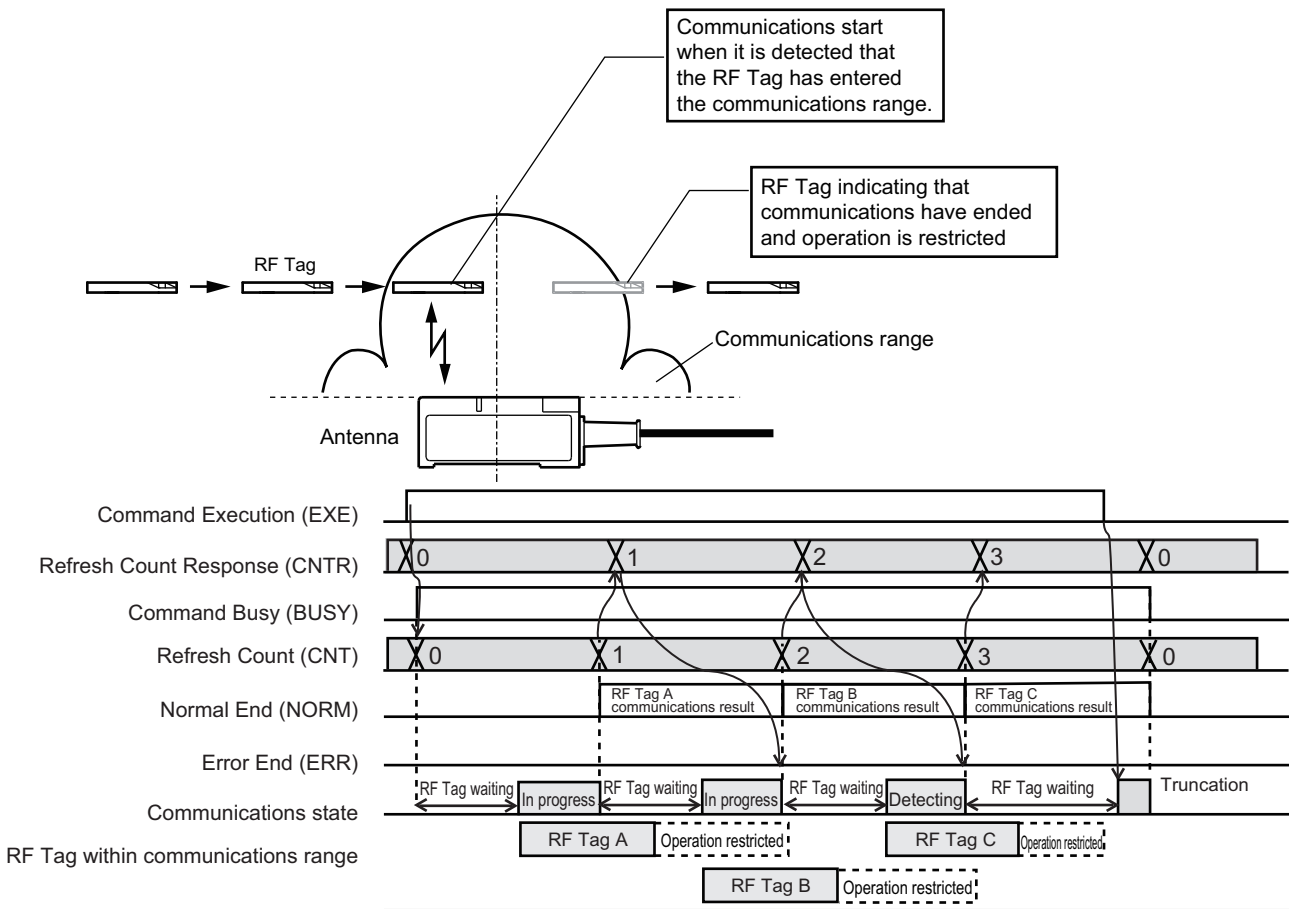 Communications start
when it is detected that
the RF Tag has entered
the communications range.
RF Tag indicating that
communications have ended
and operation is restricted
RF Tag
Communications range
Antenna
Command Execution (EXE)
Refresh Count Response (CNTR)
0 1 2 3 0
Command Busy (BUSY)
Refresh Count (CNT)
0 1 2 3 0
Normal End (NORM)
RF Tag A
communications result
RF Tag B
communications result
RF Tag C
communications result
Error End (ERR)
Communications state
RF Tag waiting
In progress
RF Tag waiting
In progress
RF Tag waiting
Detecting
RF Tag waiting
Truncation
RF Tag within communications range
RF Tag A
Operation restricted
RF Tag C
Operation restricted
RF Tag B
Operation restricted